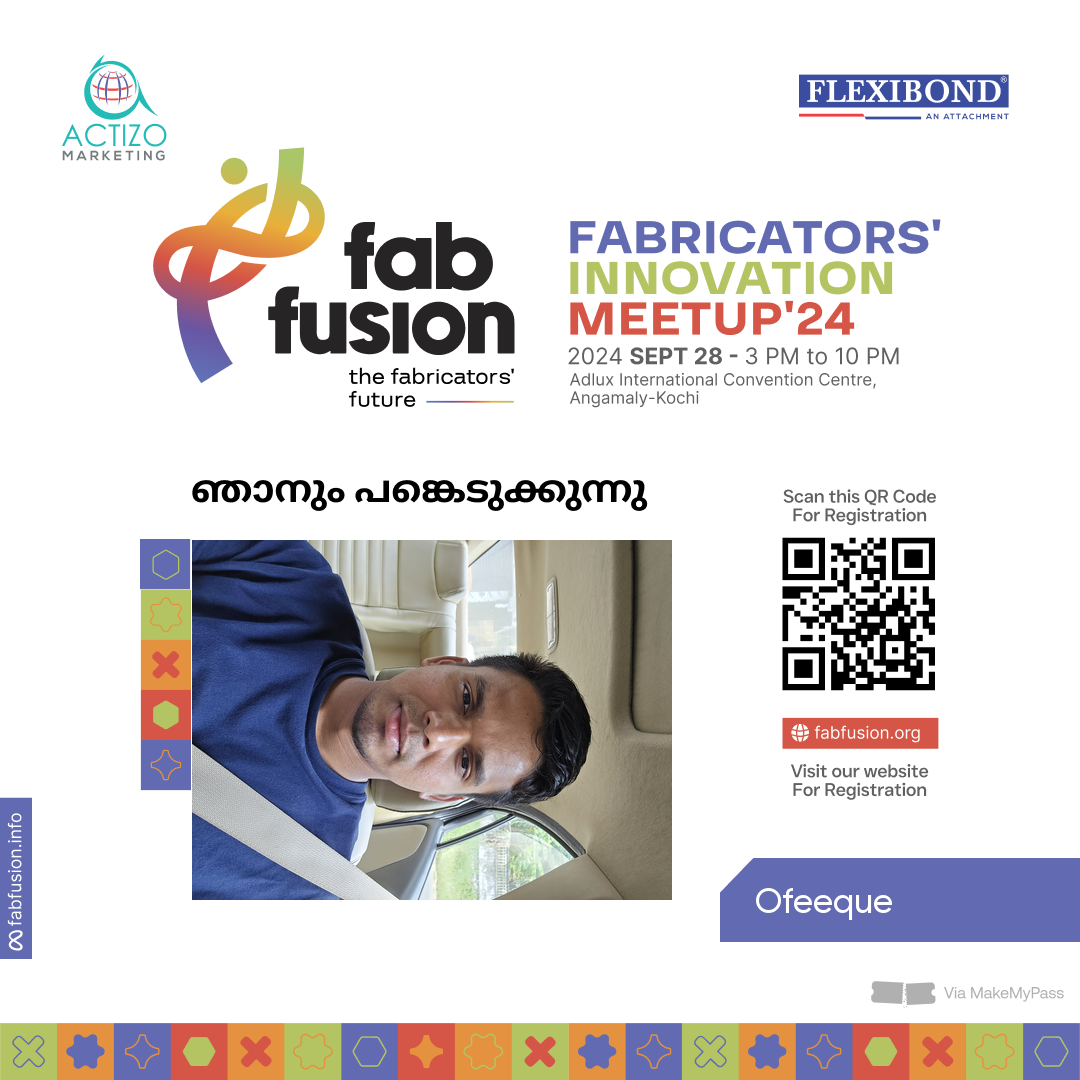 ACTIZO
MARKETING
FLEXIBOND®
AN ATTACHMENT
fab
fusion
the fabricators'
future
FABRICATORS'
INNOVATION
MEETUP'24
2024 SEPT 28 - 3 PM to 10 PM
Adlux International Convention Centre,
Angamaly-Kochi
ഞാനും പങ്കെടുക്കുന്നു
Scan this QR Code
For Registration
fabfusion.org
Visit our website
For Registration
fabfusion.info
Ofeeque
Via MakeMyPass